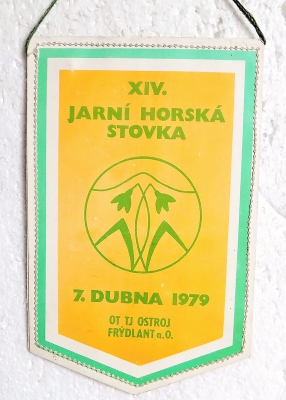 XIV.
JARNÍ HORSKÁ
STOVKA
7. DUBNA 1979
OT TJ OSTROJ
FRÝDLANT n. O.